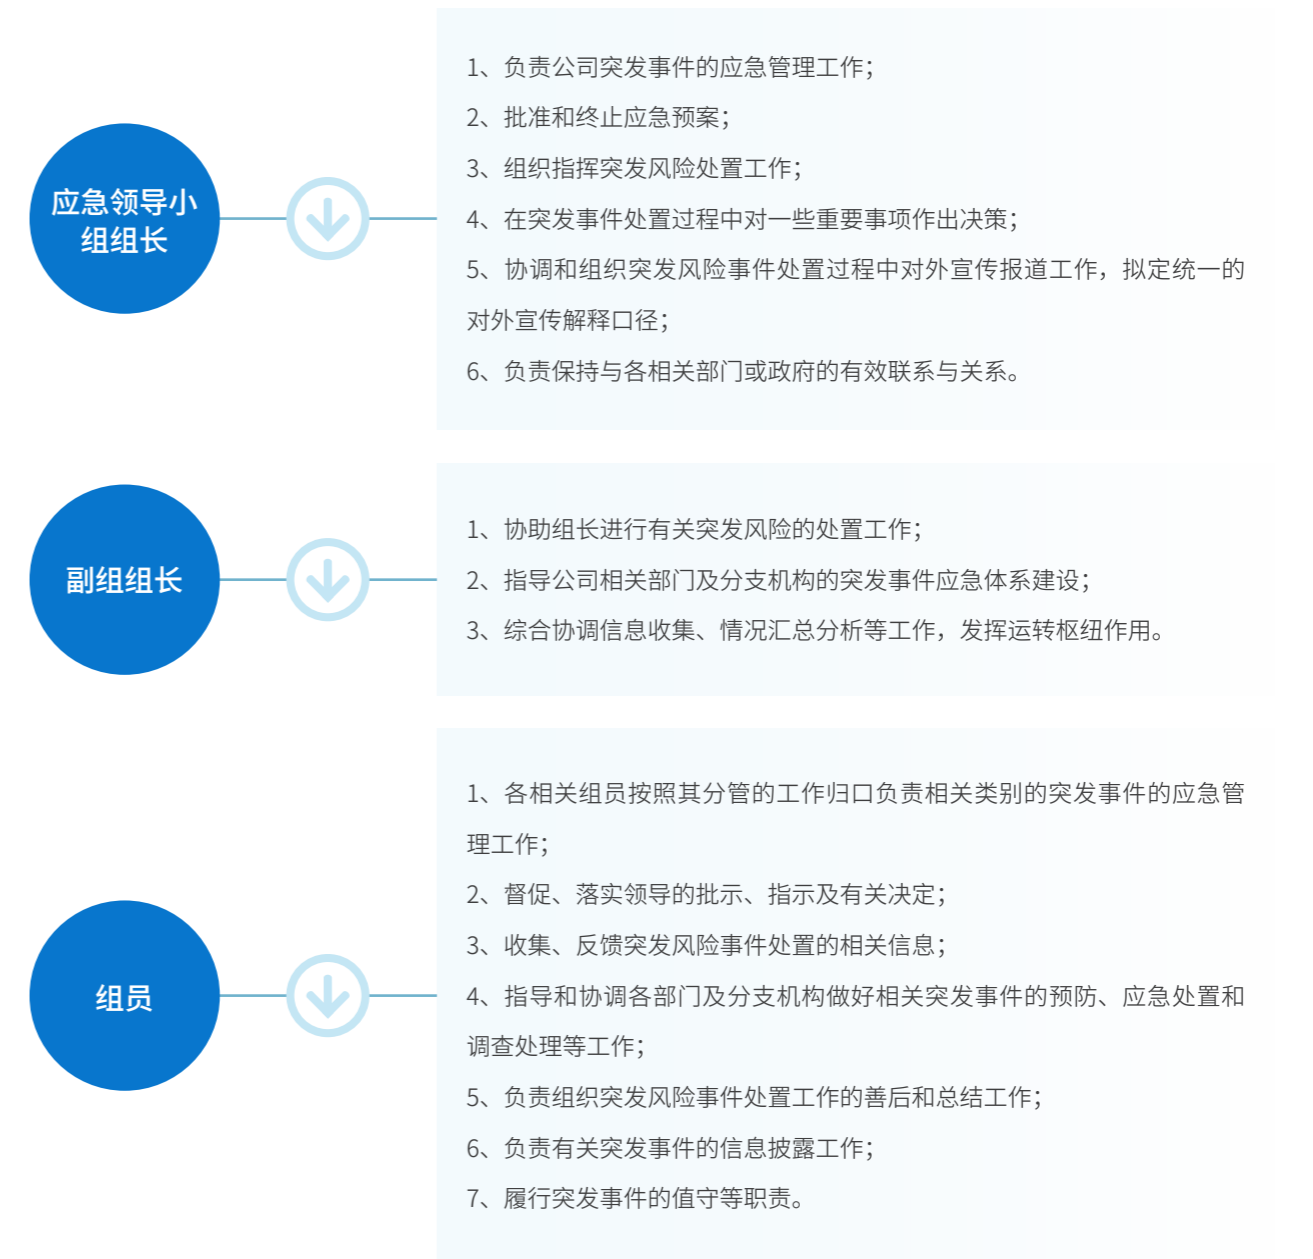 应急领导小
组组长
1、负责公司突发事件的应急管理工作；
2、批准和终止应急预案；
3、组织指挥突发风险处置工作；
4、在突发事件处置过程中对一些重要事项作出决策；
5、协调和组织突发风险事件处置过程中对外宣传报道工作，拟定统一的
对外宣传解释口径；
6、负责保持与各相关部门或政府的有效联系与关系。
副组组长
1、协助组长进行有关突发风险的处置工作；
2、指导公司相关部门及分支机构的突发事件应急体系建设；
3、综合协调信息收集、情况汇总分析等工作，发挥运转枢纽作用。
组员
1、各相关组员按照其分管的工作归口负责相关类别的突发事件的应急管
理工作；
2、督促、落实领导的批示、指示及有关决定；
3、收集、反馈突发风险事件处置的相关信息；
4、指导和协调各部门及分支机构做好相关突发事件的预防、应急处置和
调查处理等工作；
5、负责组织突发风险事件处置工作的善后和总结工作；
6、负责有关突发事件的信息披露工作；
7、履行突发事件的值守等职责。